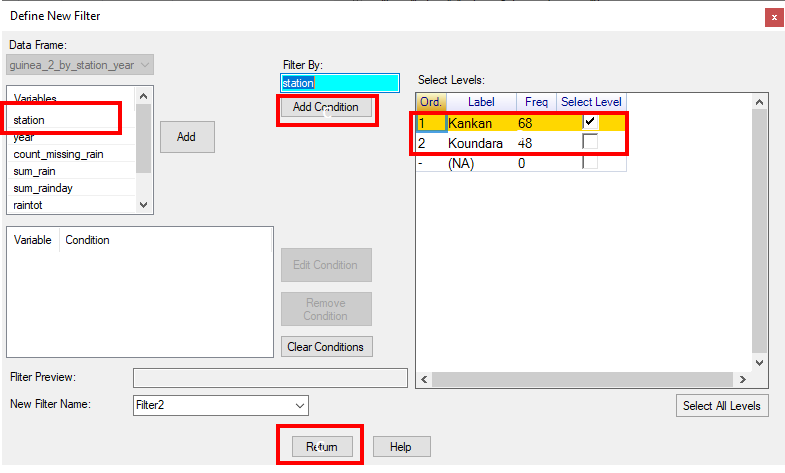 Define New Filter
x
Data Frame:
guinea_2_by_station_year
Filter By:
station
Select Levels:
Variables
station
year
count_missing_rain
sum_rain
sum_rainday
raintot
Add
Add Condition
Ord. Label Freq Select Level
1 Kankan 68
2 Koundara 48
- (NA) 0
Variable Condition
Edit Condition
Remove
Condition
Clear Conditions
Fliter Preview:
New Filter Name:
Filter2
Select All Levels
Return
Help